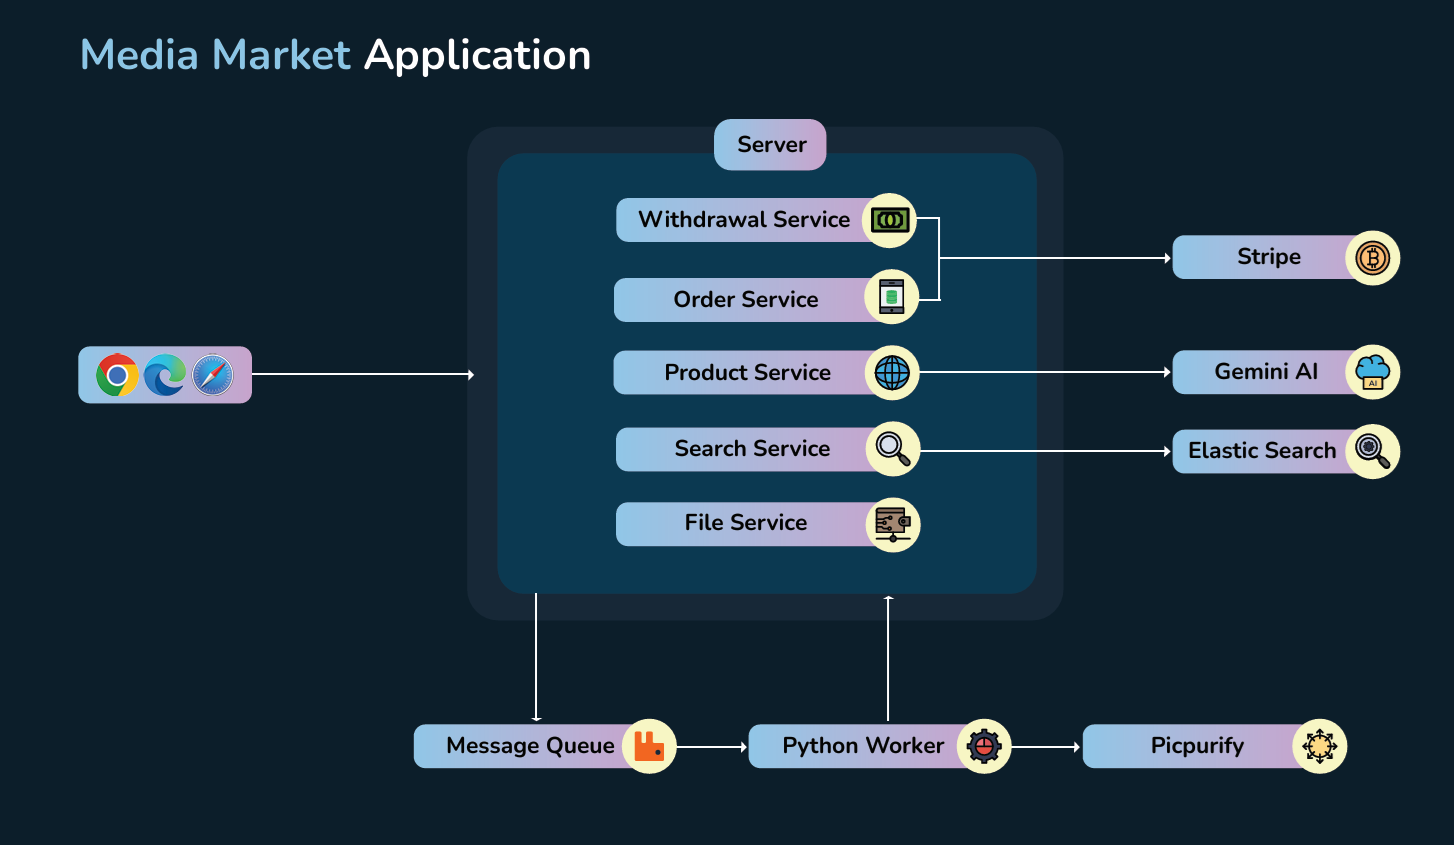 Media Market Application
Server
Withdrawal Service
Order Service
Product Service
Search Service
File Service
Stripe
Gemini AI
AI
Elastic Search
Message Queue
Python Worker
Picpurify